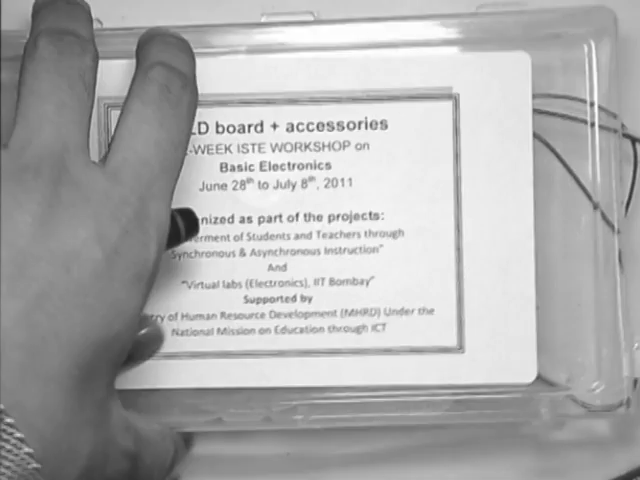 LD board + accessories
-WEEK ISTE WORKSHOP on
Basic Electronics
June 28th to July 8th, 2011
nized as part of the projects:
erment of Students and Teachers through
Synchronous & Asynchronous Instruction"
And
"Virtual labs (Electronics), IIT Bombay"
Supported by
try of Human Resource Development (MHRD) Under the
National Mission on Education through ICT